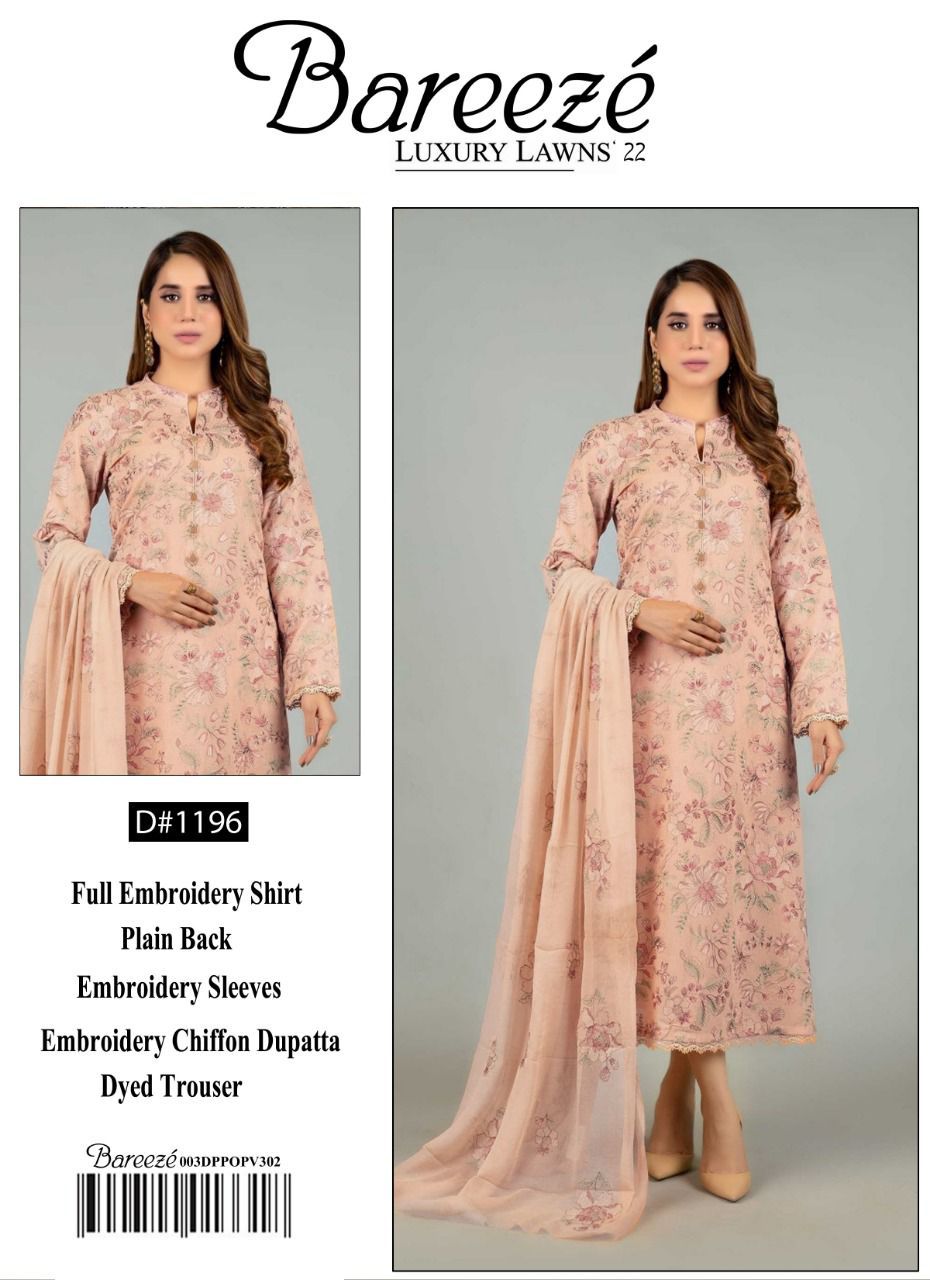 Bareezé
LUXURY LAWNS' 22
D#1196
Full Embroidery Shirt
Plain Back
Embroidery Sleeves
Embroidery Chiffon Dupatta
Dyed Trouser
Bareezé 003DPPOPV302